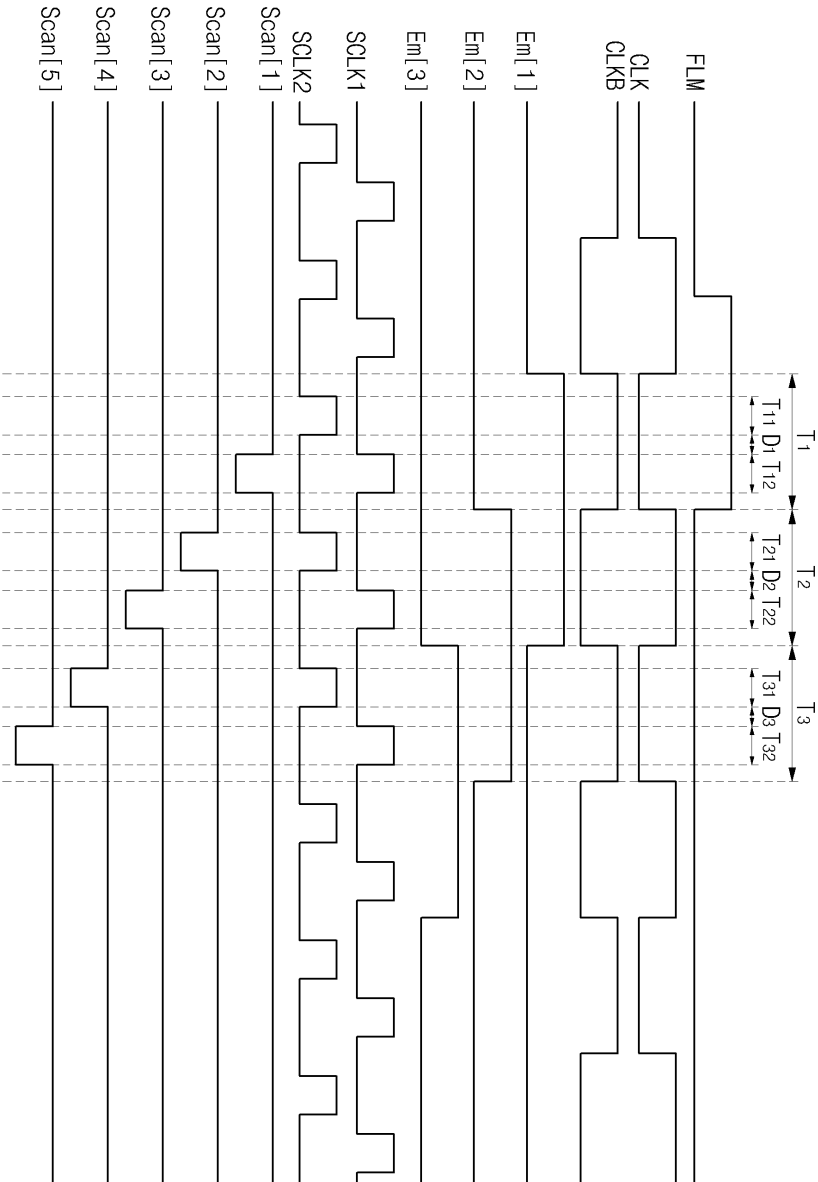 T1 T2 T3
T11 D1 T12 T21 D2 T22 T31 D3 T32
FLM
CLK
CLKB
Em[1]
Em[2]
Em[3]
SCLK1
SCLK2
Scan[1]
Scan[2]
Scan[3]
Scan[4]
Scan[5]